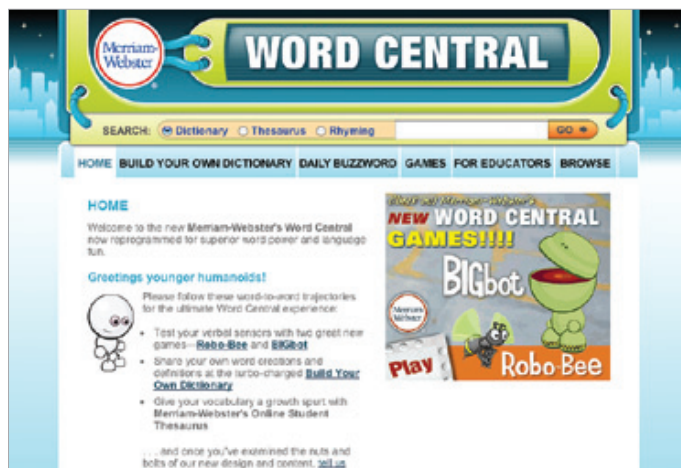 Merriam-
Webster
WORD CENTRAL
SEARCH: Dictionary Thesaurus Rhyming GO
HOME BUILD YOUR OWN DICTIONARY DAILY BUZZWORD GAMES FOR EDUCATORS BROWSE
HOME
Welcome to the new Merriam-Webster's Word Central
now reprogrammed for superior word power and language
fun.
Greetings younger humanoids!
Please follow these word-to-word trajectories
for the ultimate Word Central experience:
• Test your verbal sensors with two great new
games—Robo-Bee and BIGbot
• Share your own word creations and
definitions at the turbo-charged Build Your
Own Dictionary
• Give your vocabulary a growth spurt with
Merriam-Webster's Online Student
Thesaurus
. . . and once you've examined the nuts and
bolts of our new design and content, tell us
Merriam-Webster's
NEW WORD CENTRAL
GAMES!!!!
BIGbot
Merriam-
Webster
Play
Robo-Bee